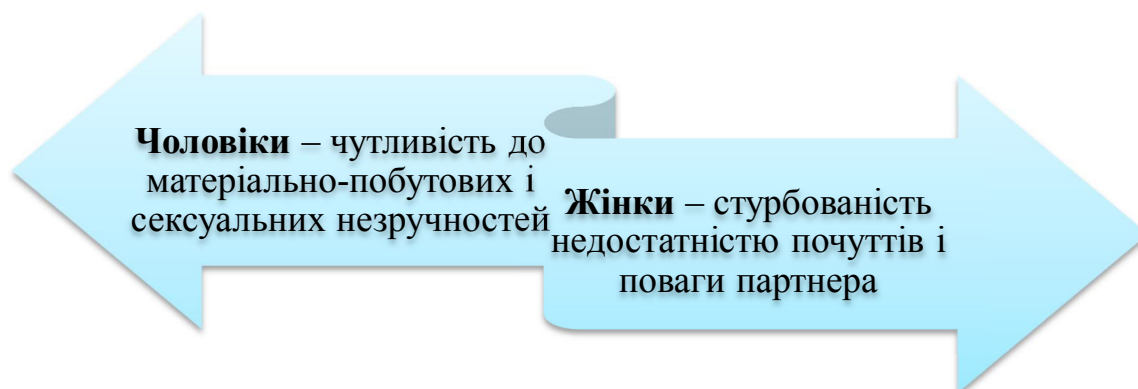 Чоловіки – чутливість до
матеріально-побутових і
сексуальних незручностей
Жінки – стурбованість
недостатністю почуттів і
поваги партнера